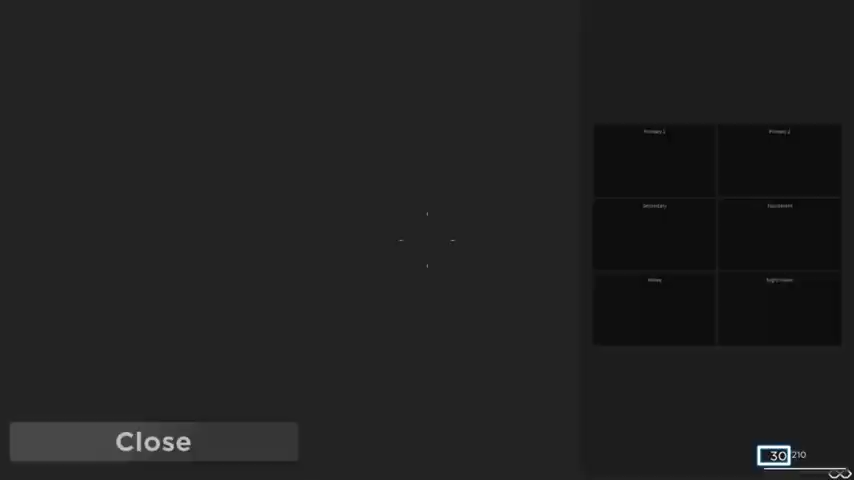 Primary 1
Primary 2
Secondary
Equipment
Melee
Close
30/210